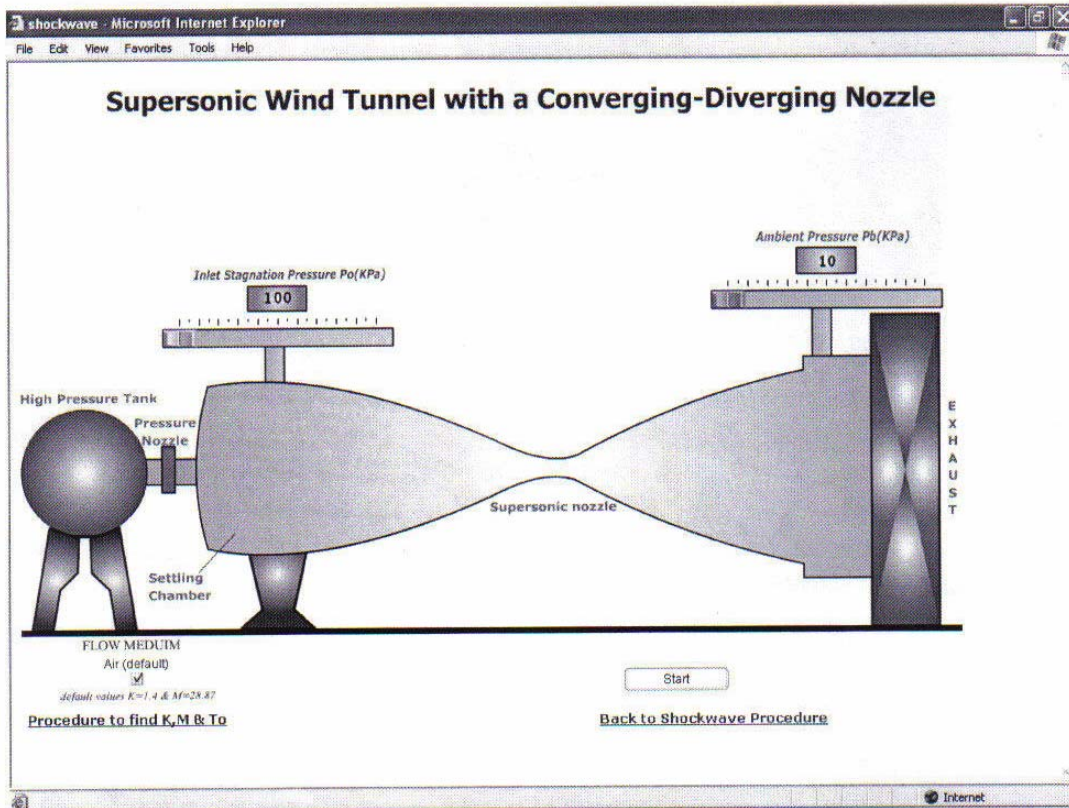 shockwave - Microsoft Internet Explorer
File Edit View Favorites Tools Help
Supersonic Wind Tunnel with a Converging-Diverging Nozzle
Ambient Pressure Pb(KPa)
10
Inlet Stagnation Pressure Po(KPa)
100
High Pressure Tank
Pressure
Nozzle
EXHAUST
Supersonic nozzle
Settling
Chamber
FLOW MEDUIM
Air (default)
default values K=1.4 & M=28.87
Start
Procedure to find K,M & To
Back to Shockwave Procedure
Internet